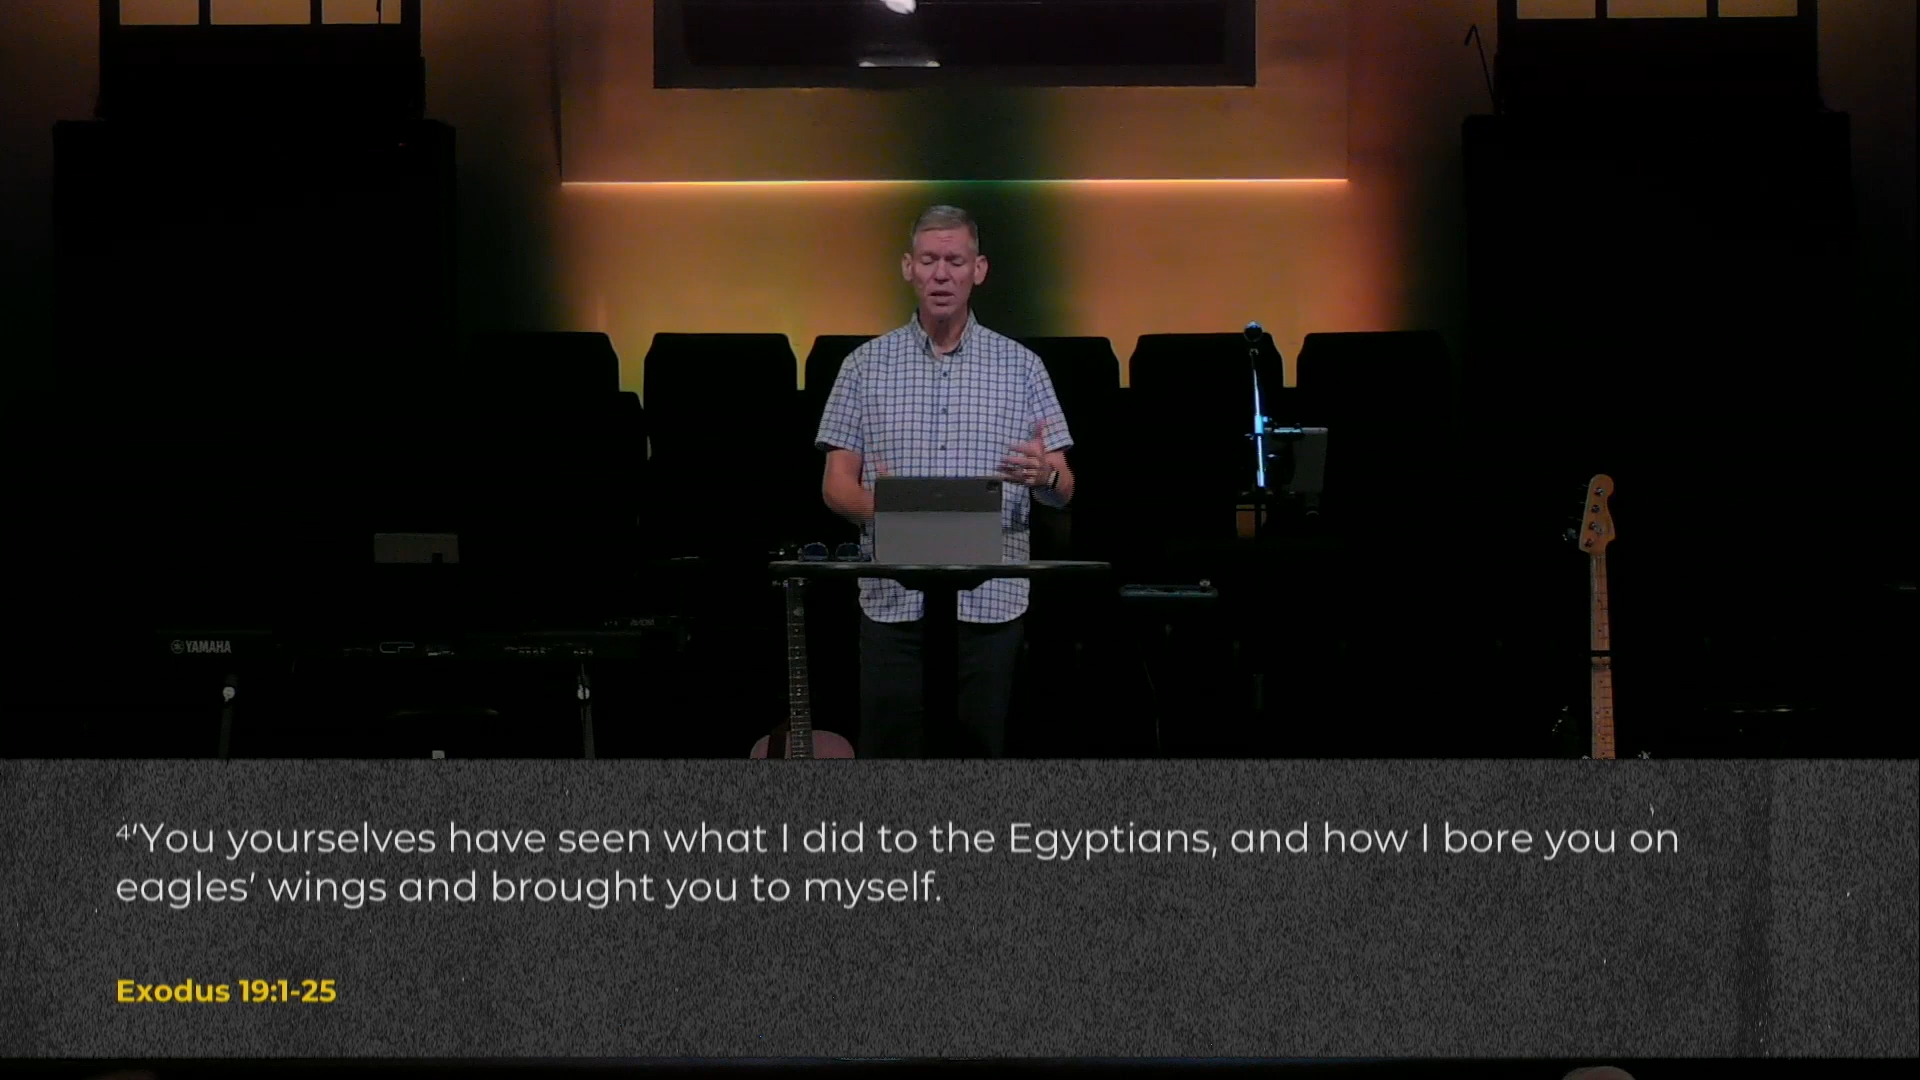 YAMAHA
⁴‘You yourselves have seen what I did to the Egyptians, and how I bore you on
eagles’ wings and brought you to myself.
Exodus 19:1-25